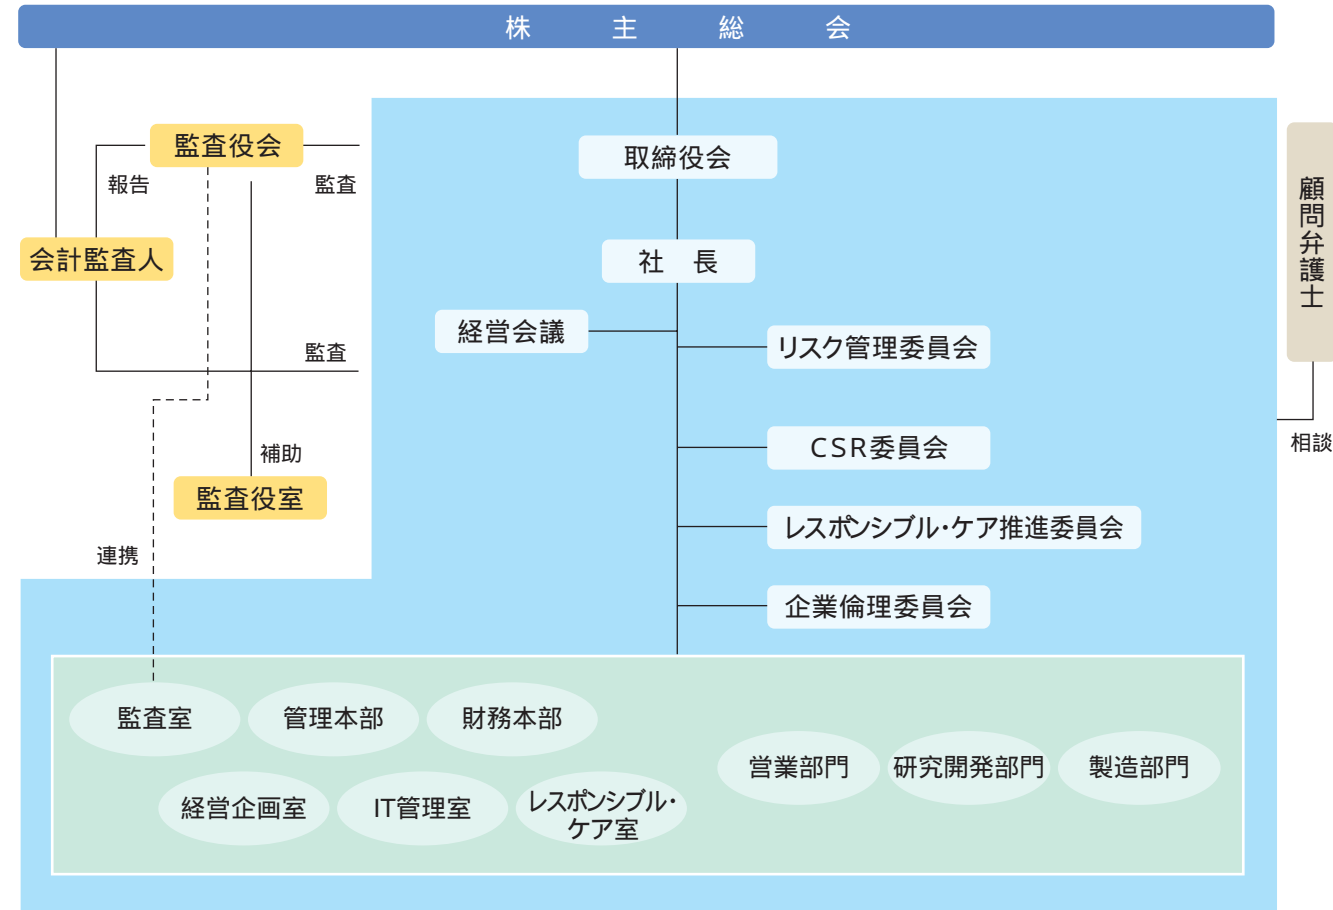 株主総会
監査役会
報告
監査
会計監査人
監査
補助
監査役室
連携
取締役会
社長
経営会議
リスク管理委員会
CSR委員会
レスポンシブル・ケア推進委員会
企業倫理委員会
顧問弁護士
相談
監査室
管理本部
財務本部
経営企画室
IT管理室
レスポンシブル・
ケア室
営業部門
研究開発部門
製造部門